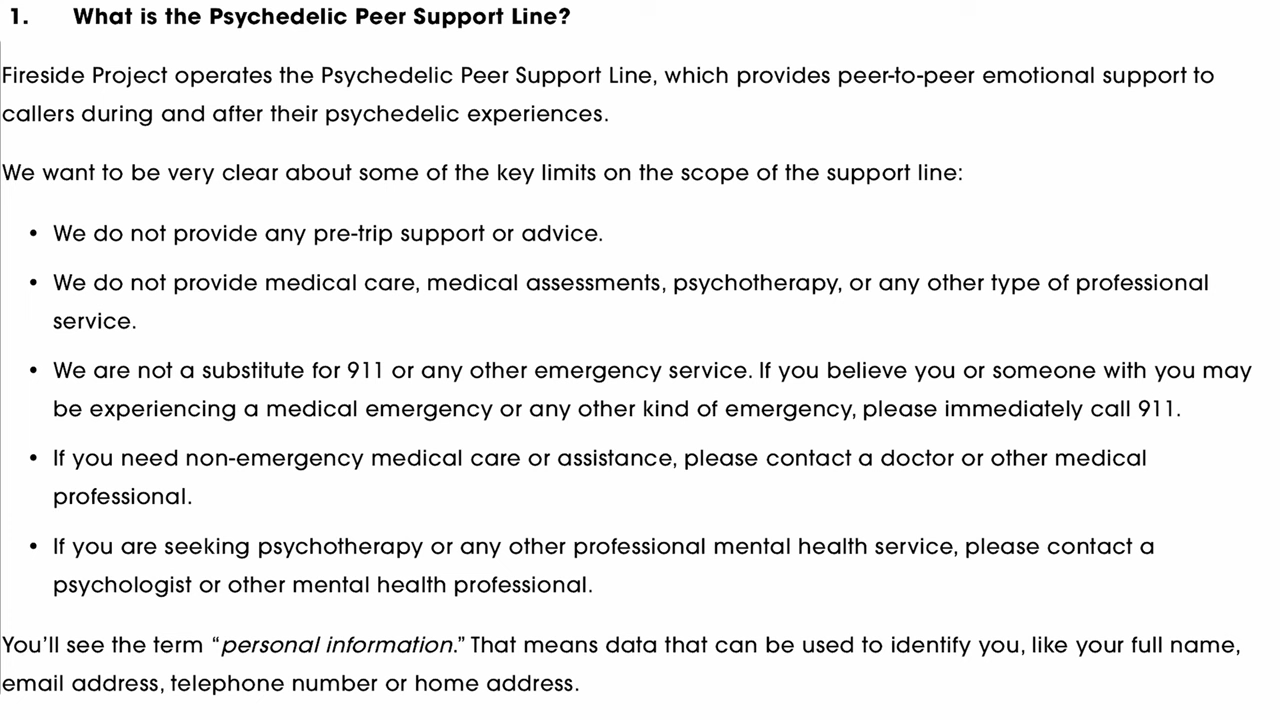 1. What is the Psychedelic Peer Support Line?
Fireside Project operates the Psychedelic Peer Support Line, which provides peer-to-peer emotional support to
callers during and after their psychedelic experiences.
We want to be very clear about some of the key limits on the scope of the support line:
• We do not provide any pre-trip support or advice.
• We do not provide medical care, medical assessments, psychotherapy, or any other type of professional
service.
• We are not a substitute for 911 or any other emergency service. If you believe you or someone with you may
be experiencing a medical emergency or any other kind of emergency, please immediately call 911.
• If you need non-emergency medical care or assistance, please contact a doctor or other medical
professional.
• If you are seeking psychotherapy or any other professional mental health service, please contact a
psychologist or other mental health professional.
You’ll see the term “personal information.” That means data that can be used to identify you, like your full name,
email address, telephone number or home address.